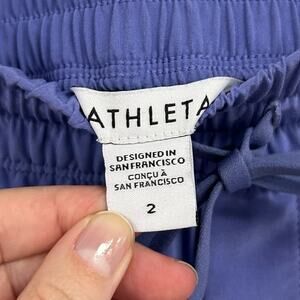 ATHLETA
DESIGNED IN
SAN FRANCISCO
CONÇU À
SAN FRANCISCO
2